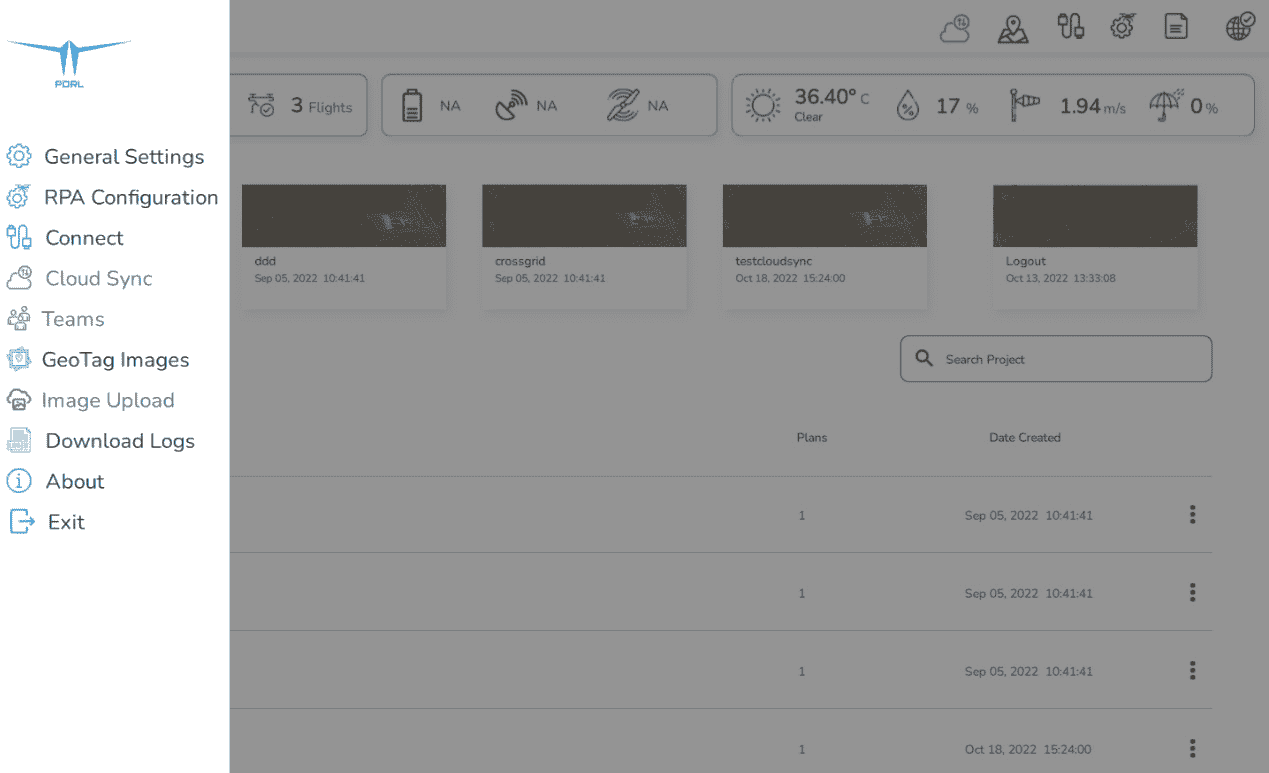 PDRL
General Settings
RPA Configuration
Connect
Cloud Sync
Teams
GeoTag Images
Image Upload
Download Logs
About
Exit
3 Flights
NA
NA
NA
36.40° C
Clear
17 %
1.94 m/s
0 %
ddd
Sep 05, 2022 10:41:41
crossgrid
Sep 05, 2022 10:41:41
testcloudsync
Oct 18, 2022 15:24:00
Logout
Oct 13, 2022 13:33:08
Search Project
Plans Date Created
1 Sep 05, 2022 10:41:41
1 Sep 05, 2022 10:41:41
1 Sep 05, 2022 10:41:41
1 Oct 18, 2022 15:24:00